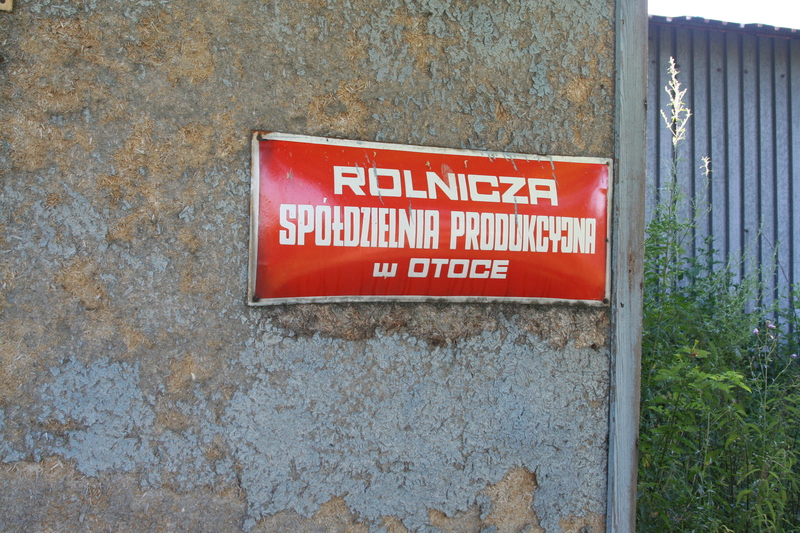 ROLNICZA
SPÓŁDZIELNIA PRODUKCYJNA
w OTOCE